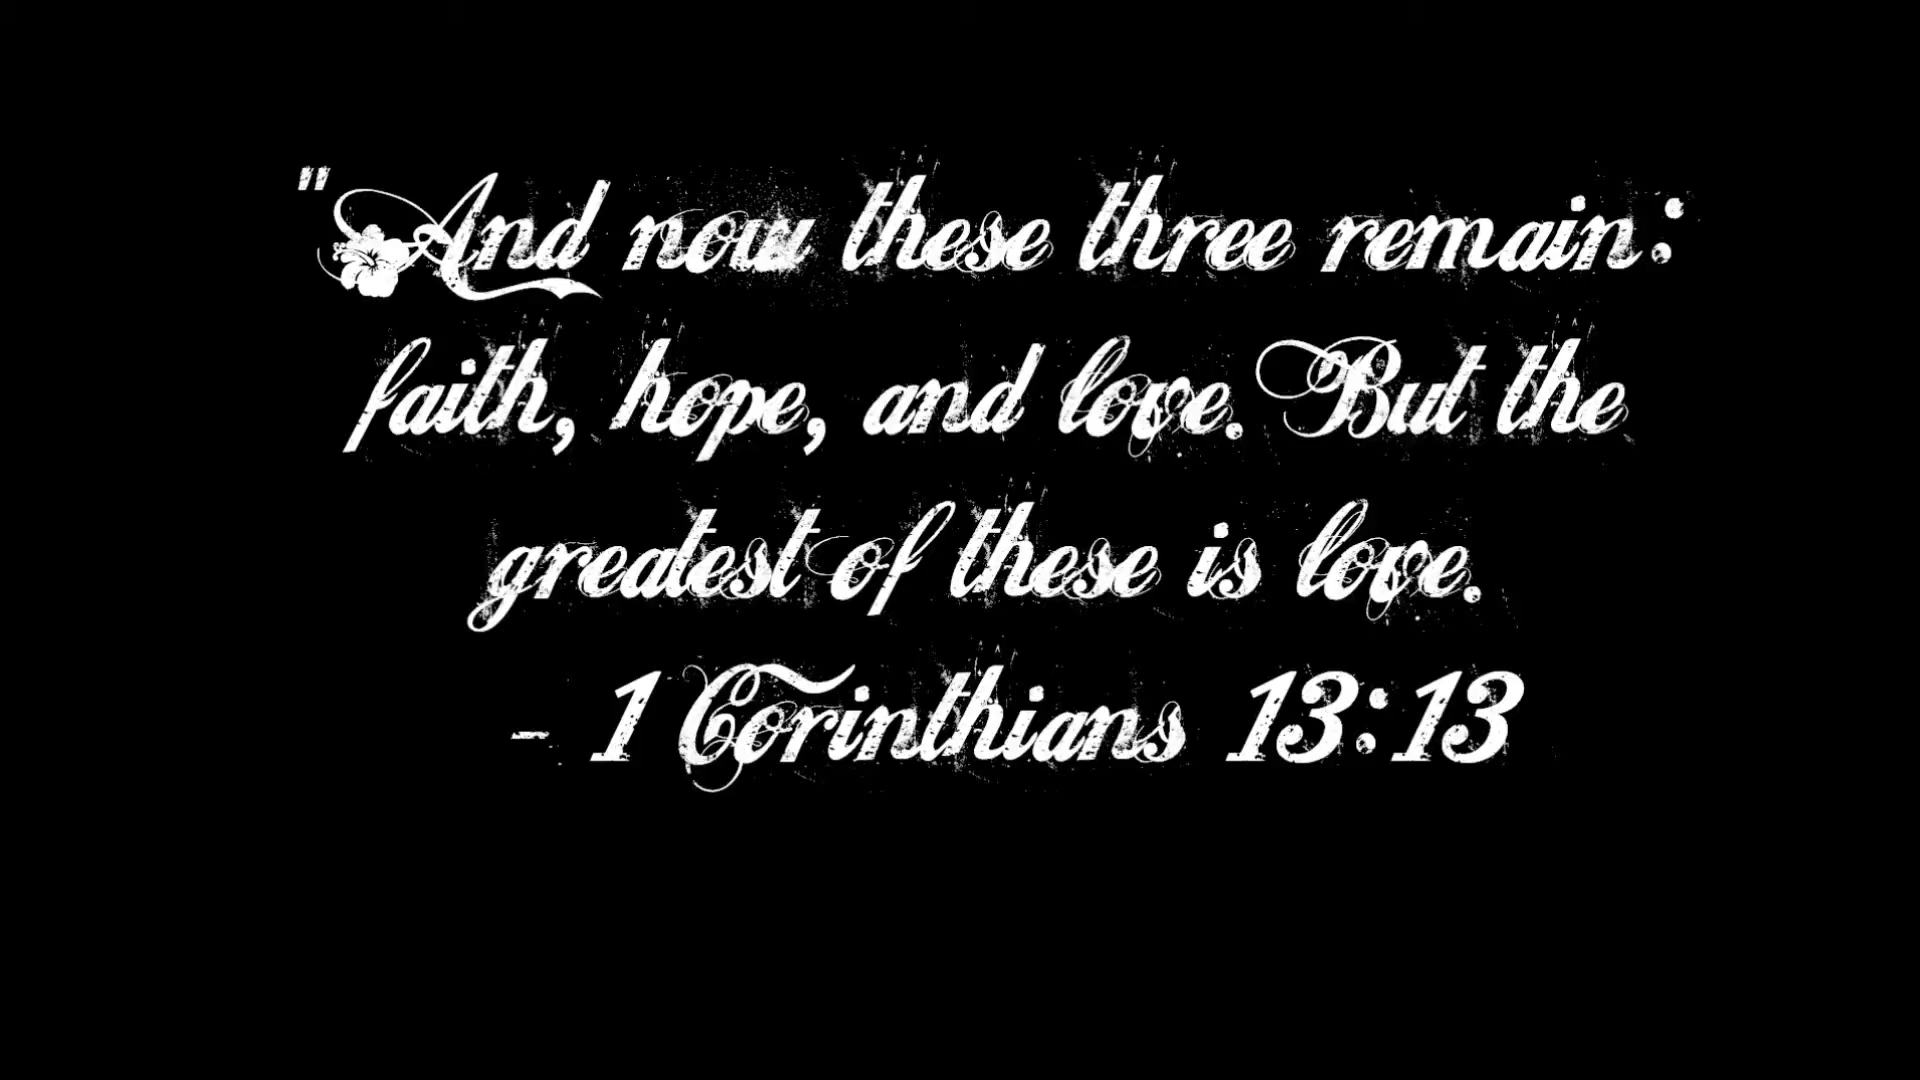 "And now these three remain:
faith, hope, and love. But the
greatest of these is love.
- 1 Corinthians 13:13